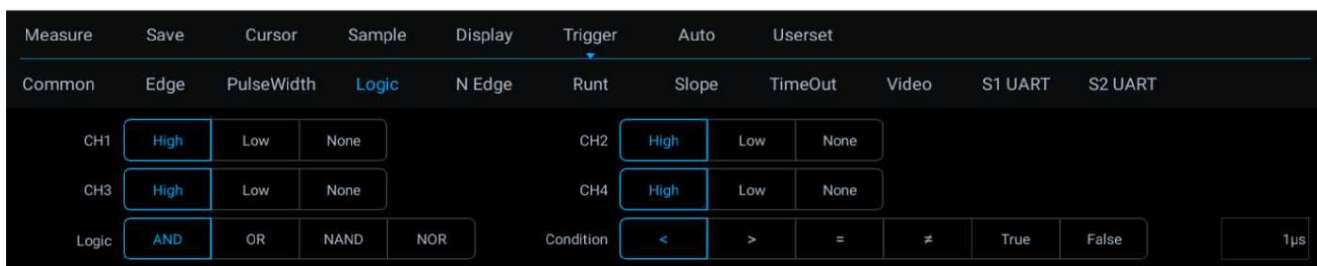 Measure Save Cursor Sample Display Trigger Auto Userset
Common Edge PulseWidth Logic N Edge Runt Slope TimeOut Video S1 UART S2 UART
CH1 High Low None CH2 High Low None
CH3 High Low None CH4 High Low None
Logic AND OR NAND NOR Condition < > = ≠ True False 1μs